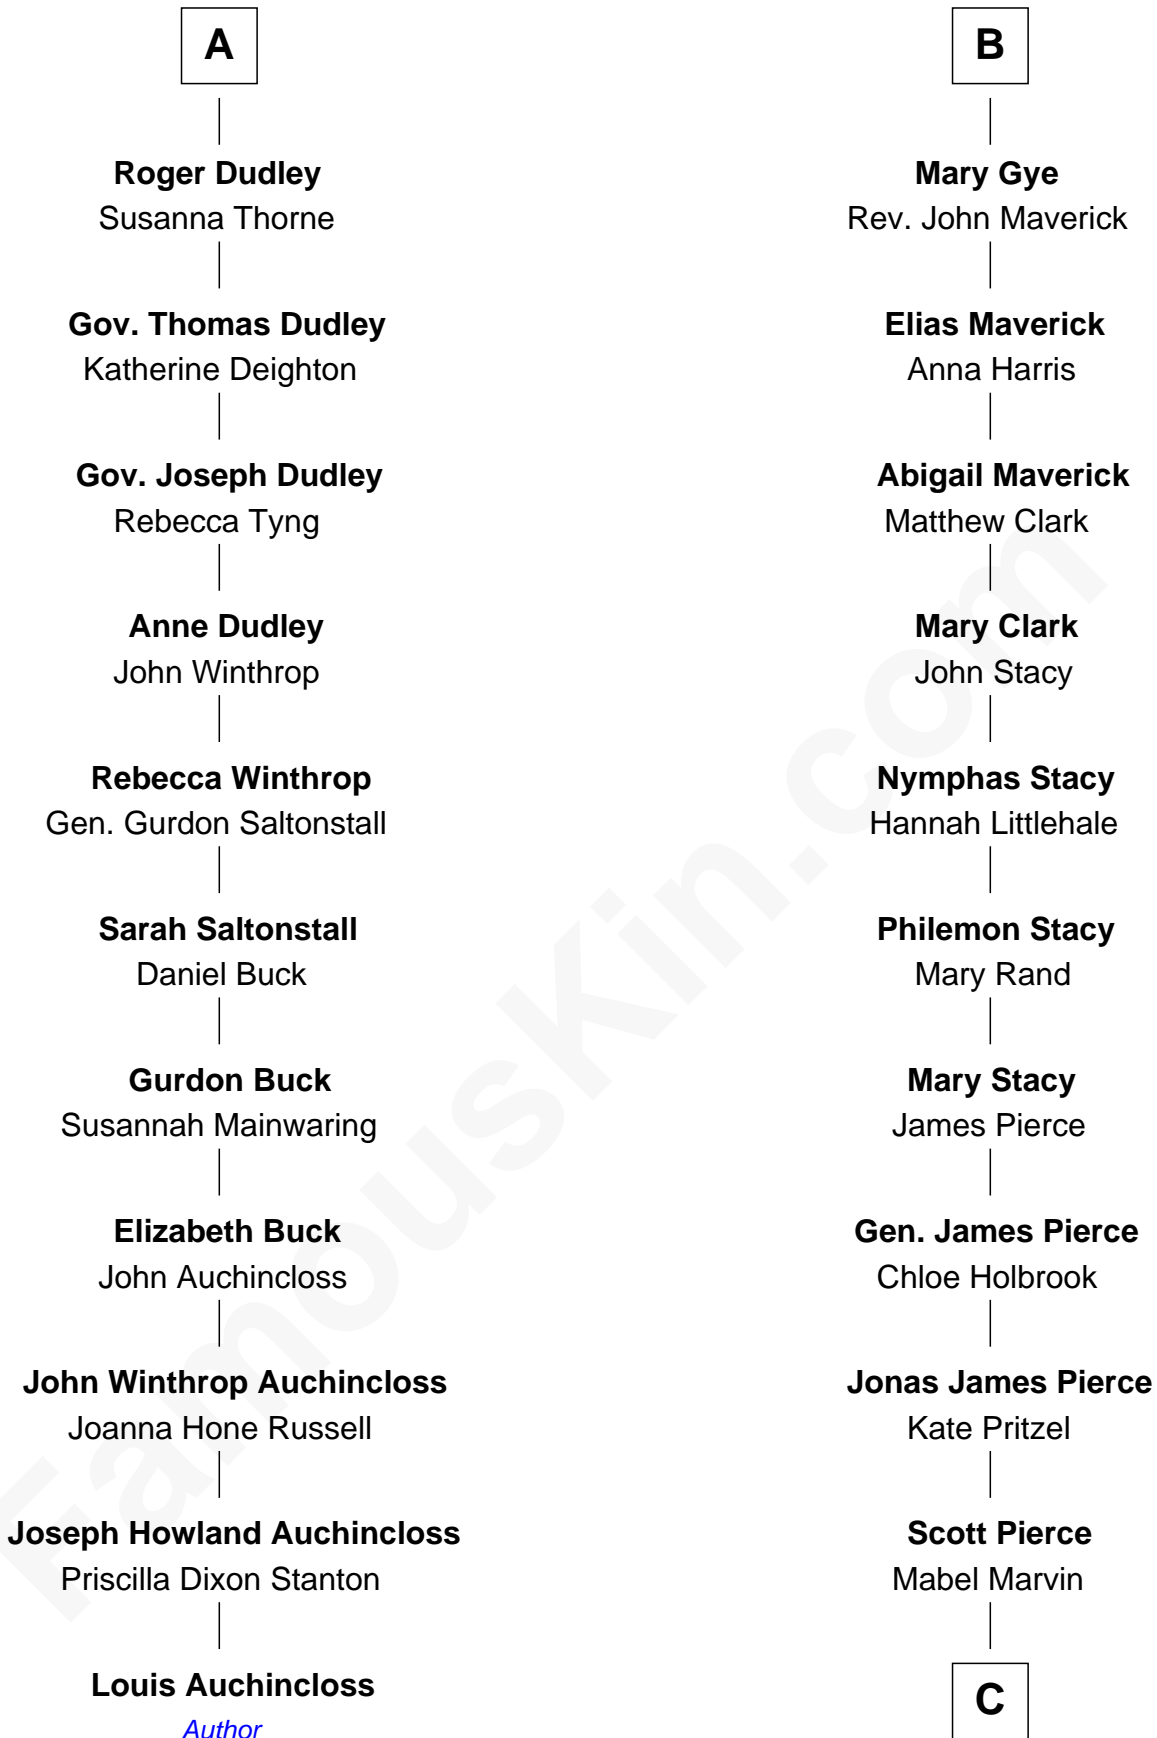 A
Roger Dudley
Susanna Thorne
Gov. Thomas Dudley
Katherine Deighton
Gov. Joseph Dudley
Rebecca Tyng
Anne Dudley
John Winthrop
Rebecca Winthrop
Gen. Gurdon Saltonstall
Sarah Saltonstall
Daniel Buck
Gurdon Buck
Susannah Mainwaring
Elizabeth Buck
John Auchincloss
John Winthrop Auchincloss
Joanna Hone Russell
Joseph Howland Auchincloss
Priscilla Dixon Stanton
Louis Auchincloss
Author
B
Mary Gye
Rev. John Maverick
Elias Maverick
Anna Harris
Abigail Maverick
Matthew Clark
Mary Clark
John Stacy
Nymphas Stacy
Hannah Littlehale
Philemon Stacy
Mary Rand
Mary Stacy
James Pierce
Gen. James Pierce
Chloe Holbrook
Jonas James Pierce
Kate Pritzel
Scott Pierce
Mabel Marvin
C
FamousKin.com